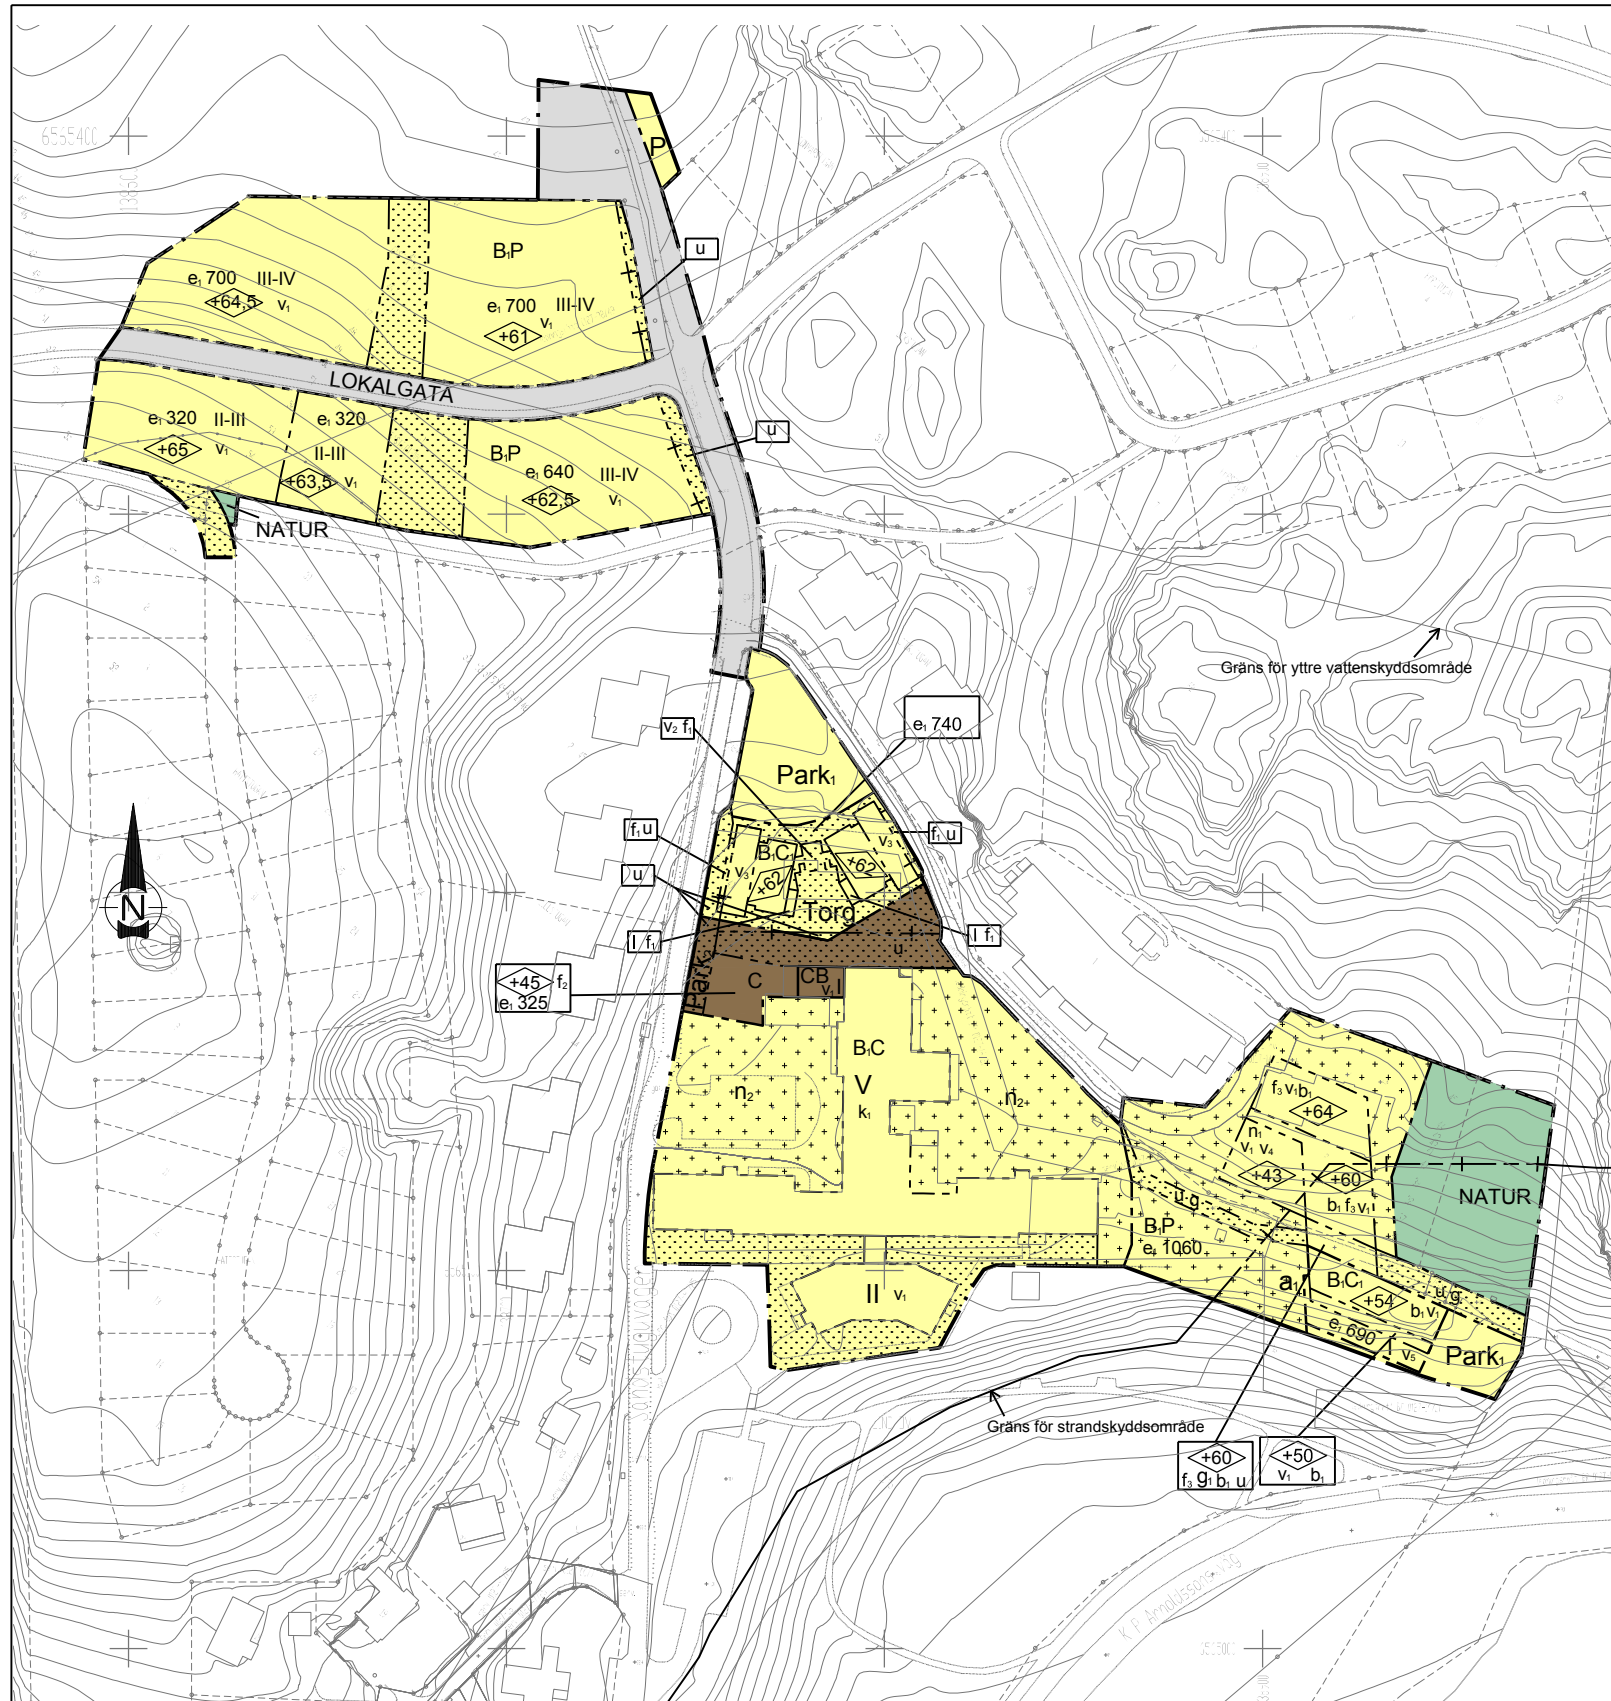 6565400
P
B₁P
u
e₁ 700 III-IV
+64,5 v₁
e₁ 700 III-IV
v₁
+61
LOKALGATA
e₁ 320 II-III
+65 v₁
e₁ 320
II-III
+63,5 v₁
u
B₁P
e₁ 640 III-IV
+62,5 v₁
NATUR
Gräns för yttre vattenskyddsområde
v₂ f₁
e₁ 740
Park₁
f₁ u
f₁ u
B₁C₁
v₃
+62
+62
v₃
u
Torg
I f₁
I f₁
u
N
Park₂
+45 f₂
e₁ 325
C
CB
v₁ I
B₁C
V
k₁
n₂
n₂
f₃ v₁ b₁
+64
n₁
v₁ v₄
+43
+60
b₁ f₃ v₁
NATUR
u g
B₁P
e₁ 1060
a₁
B₁C₁
+54
b₁ v₁
u g
e₁ 690
I v₅
Park₁
II v₁
Gräns för strandskyddsområde
+60
f₃ g₁ b₁ u
+50
v₁ b₁
K P Arnoldssons väg